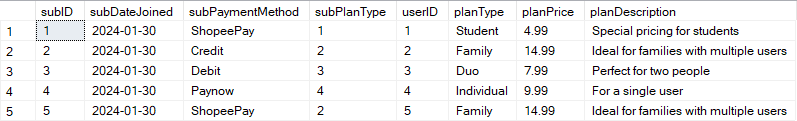 subID subDateJoined subPaymentMethod subPlanType userID planType planPrice planDescription
1 1 2024-01-30 ShopeePay 1 1 Student 4.99 Special pricing for students
2 2 2024-01-30 Credit 2 2 Family 14.99 Ideal for families with multiple users
3 3 2024-01-30 Debit 3 3 Duo 7.99 Perfect for two people
4 4 2024-01-30 Paynow 4 4 Individual 9.99 For a single user
5 5 2024-01-30 ShopeePay 2 5 Family 14.99 Ideal for families with multiple users